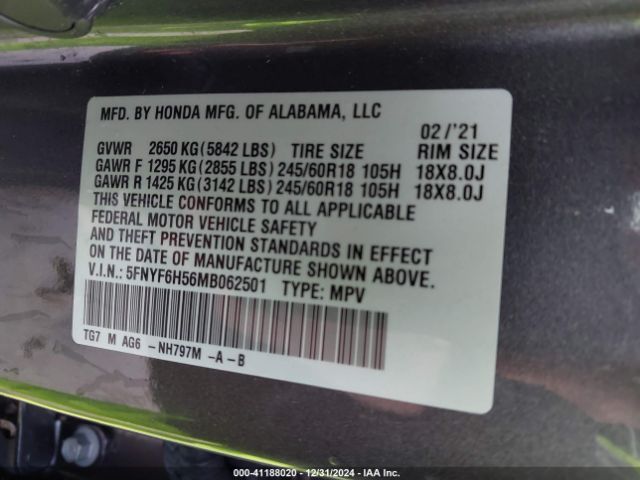 MFD. BY HONDA MFG. OF ALABAMA, LLC
02/'21
GVWR 2650 KG (5842 LBS) TIRE SIZE RIM SIZE
GAWR F 1295 KG (2855 LBS) 245/60R18 105H 18X8.0J
GAWR R 1425 KG (3142 LBS) 245/60R18 105H 18X8.0J
THIS VEHICLE CONFORMS TO ALL APPLICABLE
FEDERAL MOTOR VEHICLE SAFETY
AND THEFT PREVENTION STANDARDS IN EFFECT
ON THE DATE OF MANUFACTURE SHOWN ABOVE.
V.I.N.: 5FNYF6H56MB062501 TYPE: MPV
TG7 M AG6 -NH797M -A-B
000-41188020 - 12/31/2024 - IAA Inc.